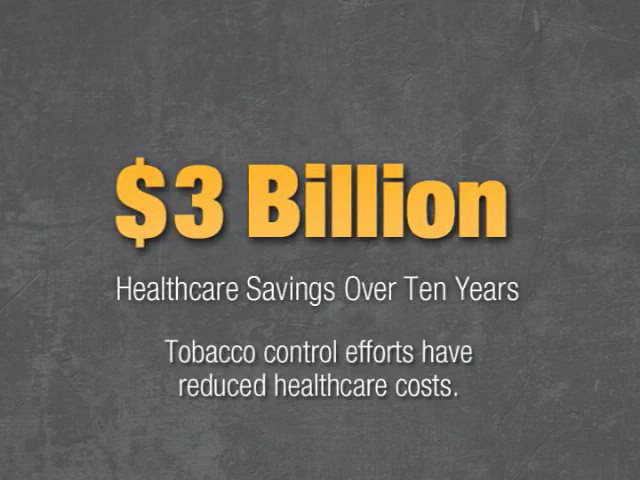 $3 Billion
Healthcare Savings Over Ten Years
Tobacco control efforts have
reduced healthcare costs.